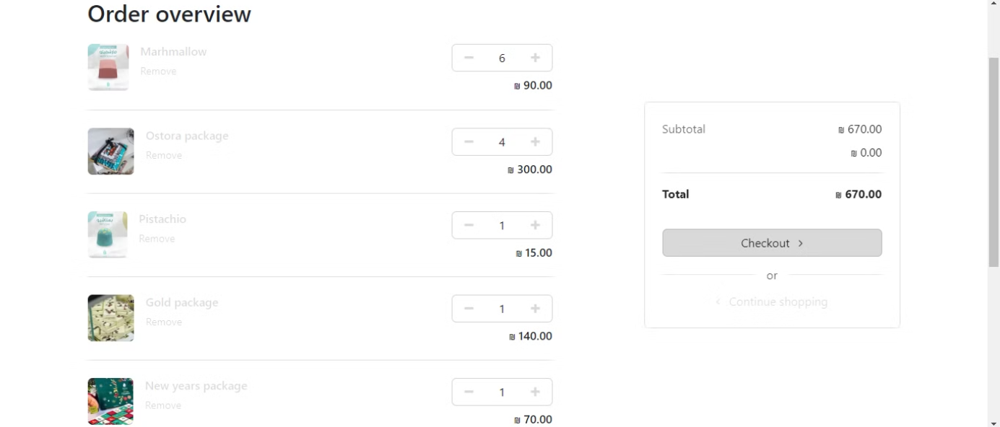 Order overview
Marhmallow
Remove
6
₪ 90.00
Ostora package
Remove
4
₪ 300.00
Pistachio
Remove
1
₪ 15.00
Gold package
Remove
1
₪ 140.00
New years package
Remove
1
₪ 70.00
Subtotal ₪ 670.00
₪ 0.00
Total ₪ 670.00
Checkout >
or
< Continue shopping